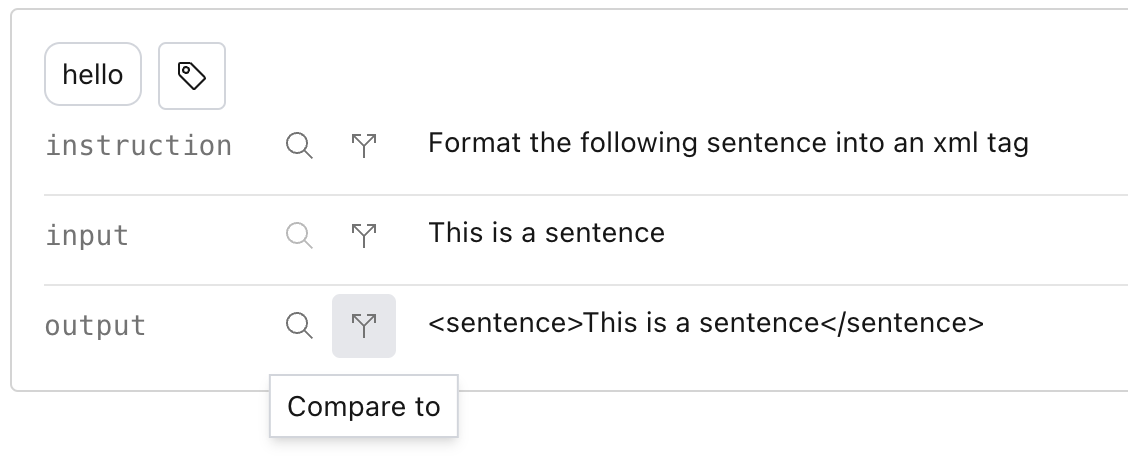 hello
instruction Format the following sentence into an xml tag
input This is a sentence
output <sentence>This is a sentence</sentence>
Compare to